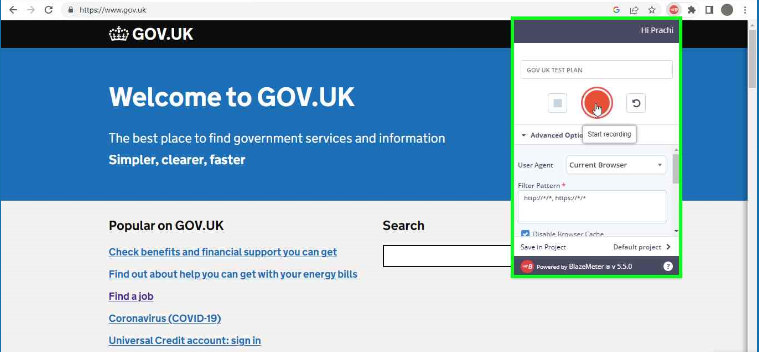 https://www.gov.uk
GOV.UK
Welcome to GOV.UK
The best place to find government services and information
Simpler, clearer, faster
Popular on GOV.UK
Check benefits and financial support you can get
Find out about help you can get with your energy bills
Find a job
Coronavirus (COVID-19)
Universal Credit account: sign in
Search
Hi Prachi
GOV UK TEST PLAN
Start recording
Advanced Optio
User Agent
Current Browser
Filter Pattern *
http://*/*, https://*/*
Disable Browser Cache
Save in Project
Default project
Powered by BlazeMeter ® v 5.5.0
?